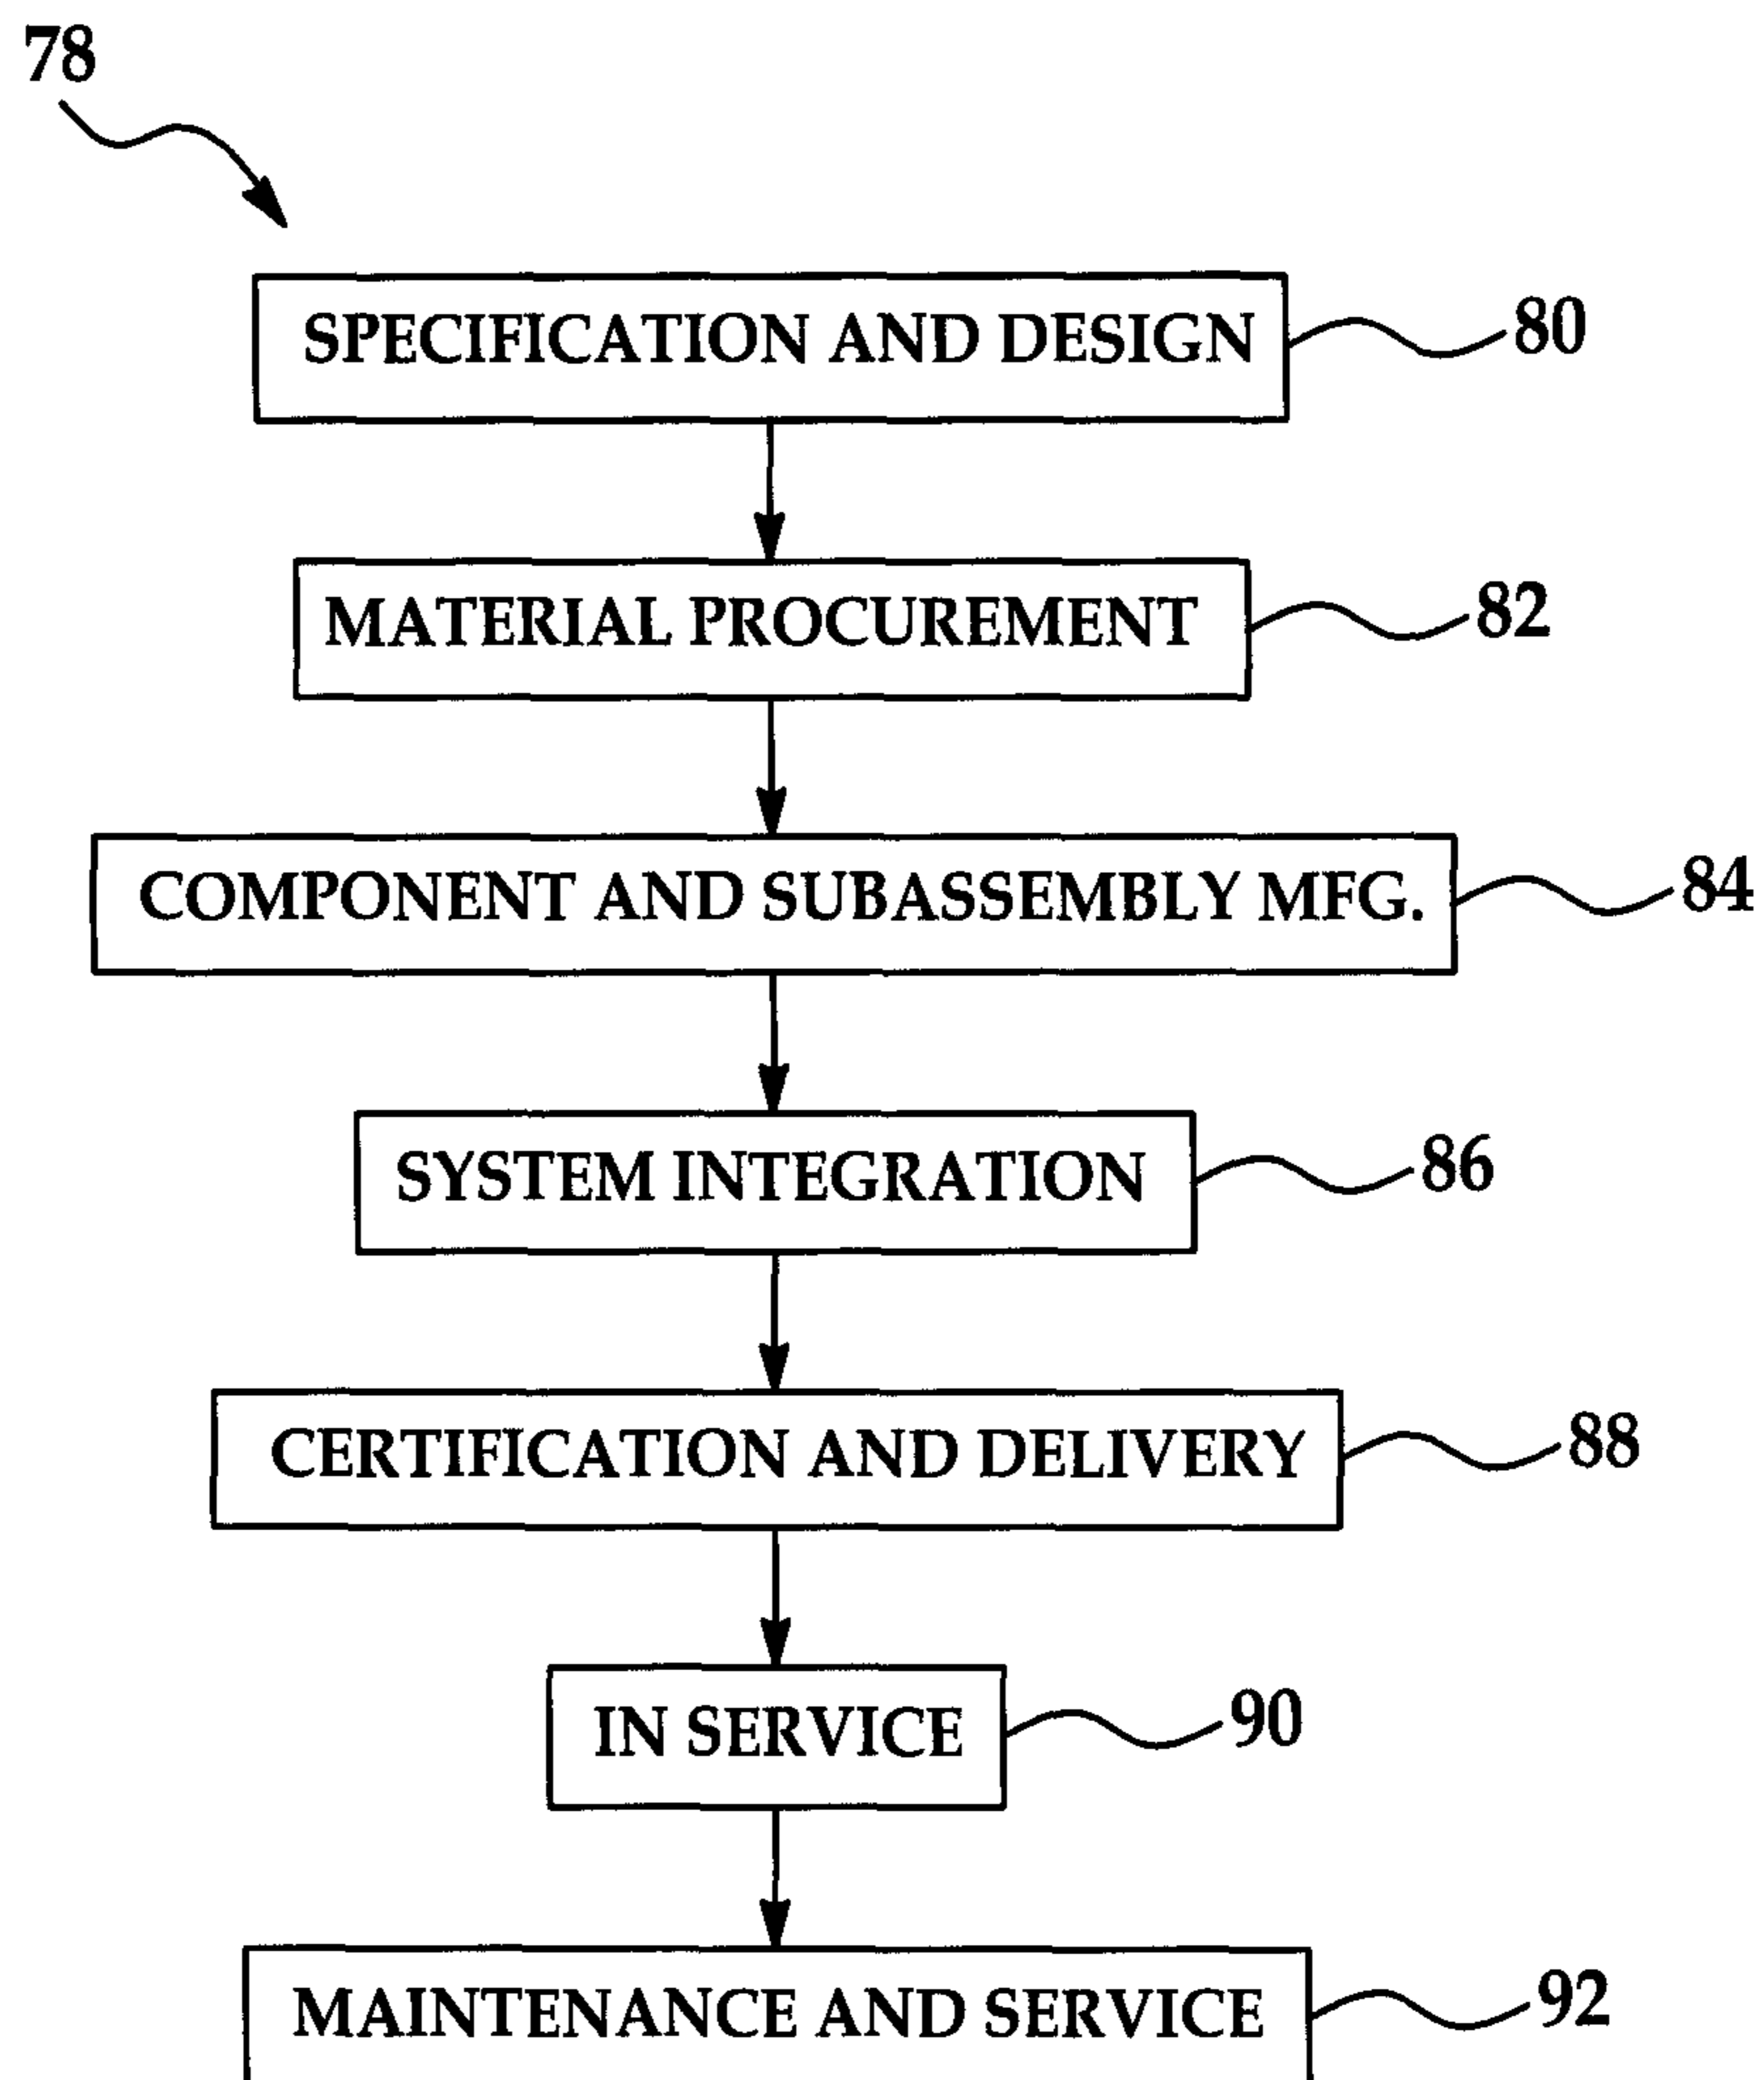 78
SPECIFICATION AND DESIGN 80
MATERIAL PROCUREMENT 82
COMPONENT AND SUBASSEMBLY MFG. 84
SYSTEM INTEGRATION 86
CERTIFICATION AND DELIVERY 88
IN SERVICE 90
MAINTENANCE AND SERVICE 92